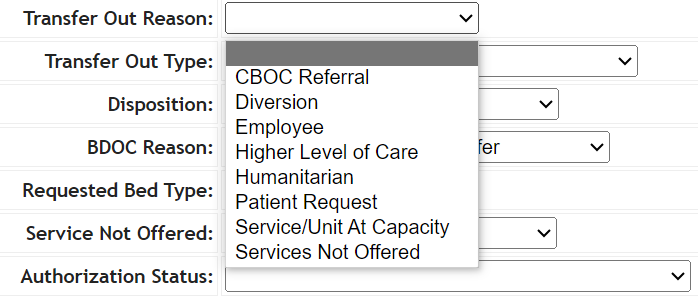 Transfer Out Reason:
CBOC Referral
Diversion
Employee
Higher Level of Care
Humanitarian
Patient Request
Service/Unit At Capacity
Services Not Offered
Transfer Out Type:
Disposition:
BDOC Reason:
fer
Requested Bed Type:
Service Not Offered:
Authorization Status: